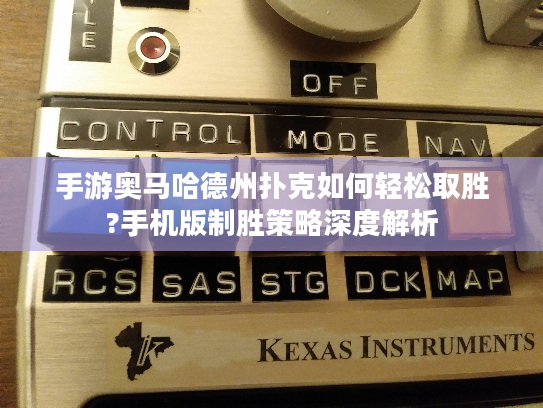 YLE
OFF
CONTROL MODE NAV
手游奥马哈德州扑克如何轻松取胜
?手机版制胜策略深度解析
RCS SAS STG DCK MAP
K KEXAS INSTRUMENTS